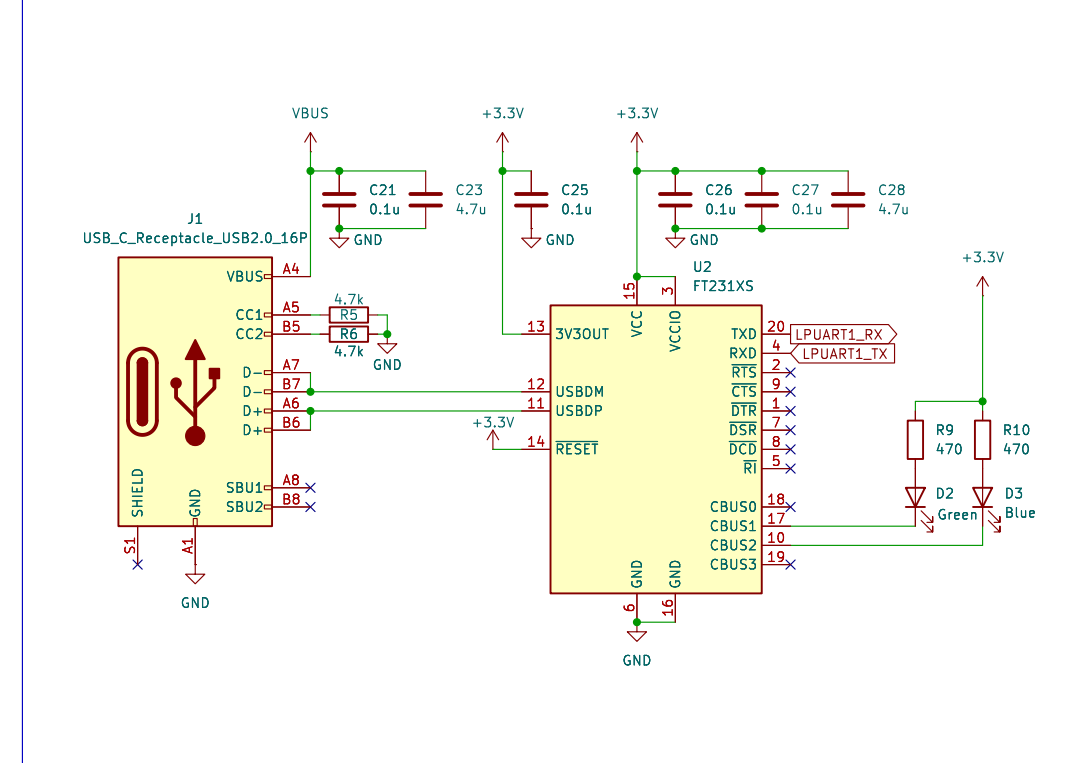 VBUS
+3.3V
+3.3V
C21
0.1u
C23
4.7u
C25
0.1u
C26
0.1u
C27
0.1u
C28
4.7u
GND
GND
GND
J1
USB_C_Receptacle_USB2.0_16P
VBUS
A4
CC1
A5
CC2
B5
D-
A7
D-
B7
D+
A6
D+
B6
SBU1
A8
SBU2
B8
SHIELD
S1
GND
A1
GND
4.7k
R5
R6
4.7k
GND
U2
FT231XS
15
VCC
3
VCCIO
13
3V3OUT
12
USBDM
11
USBDP
+3.3V
14
RESET
TXD
20
LPUART1_RX
RXD
4
LPUART1_TX
RTS
2
CTS
9
DTR
1
DSR
7
DCD
8
RI
5
CBUS0
18
CBUS1
17
CBUS2
10
CBUS3
19
GND
6
GND
16
GND
+3.3V
R9
470
R10
470
D2
Green
D3
Blue